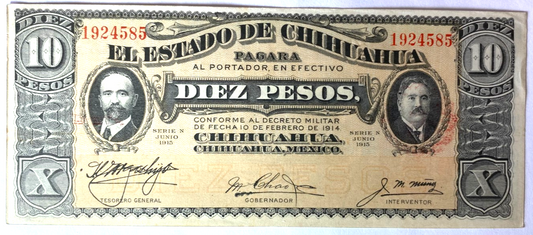 DIEZ
10
PESOS
1924585
EL ESTADO DE CHIHUAHUA
1924585
DIEZ
10
PESOS
PAGARA
AL PORTADOR, EN EFECTIVO
DIEZ PESOS,
CONFORME AL DECRETO MILITAR
DE FECHA 10 DE FEBRERO DE 1914.
CHIHUAHUA,
CHIHUAHUA, MEXICO.
SERIE N
JUNIO
1915
SERIE N
JUNIO
1915
X
TESORERO GENERAL
GOBERNADOR
J. M. Muñoz
INTERVENTOR
X